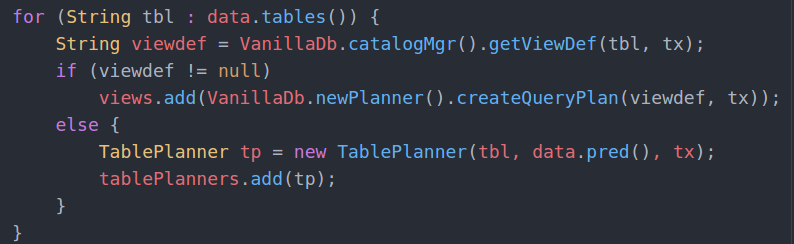 for (String tbl : data.tables()) {
    String viewdef = VanillaDb.catalogMgr().getViewDef(tbl, tx);
    if (viewdef != null)
        views.add(VanillaDb.newPlanner().createQueryPlan(viewdef, tx));
    else {
        TablePlanner tp = new TablePlanner(tbl, data.pred(), tx);
        tablePlanners.add(tp);
    }
}